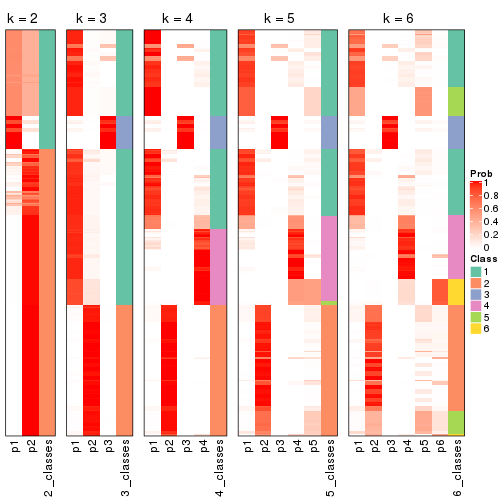 k = 2
k = 3
k = 4
k = 5
k = 6
Prob
1
0.8
0.6
0.4
0.2
0
Class
1
2
3
4
5
6
p1
p2
2_classes
p1
p2
p3
3_classes
p1
p2
p3
p4
4_classes
p1
p2
p3
p4
p5
5_classes
p1
p2
p3
p4
p5
p6
6_classes